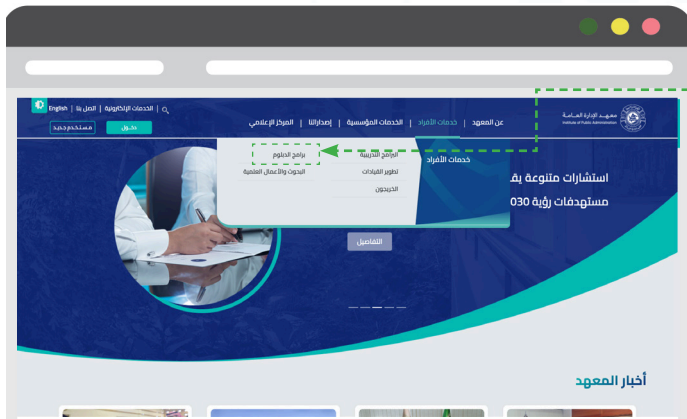 الخدمات الإلكترونية | اتصل بنا | English
دخول
مستخدم جديد
معهد الإدارة العامة
Institute of Public Administration
عن المعهد | خدمات الأفراد | الخدمات المؤسسية | إصداراتنا | المركز الإعلامي
خدمات الأفراد
البرامج التدريبية
برامج الدبلوم
تطوير القيادات
البحوث والأعمال العلمية
الخريجون
استشارات متنوعة يقـ
مستهدفات رؤية 030
التفاصيل
أخبار المعهد